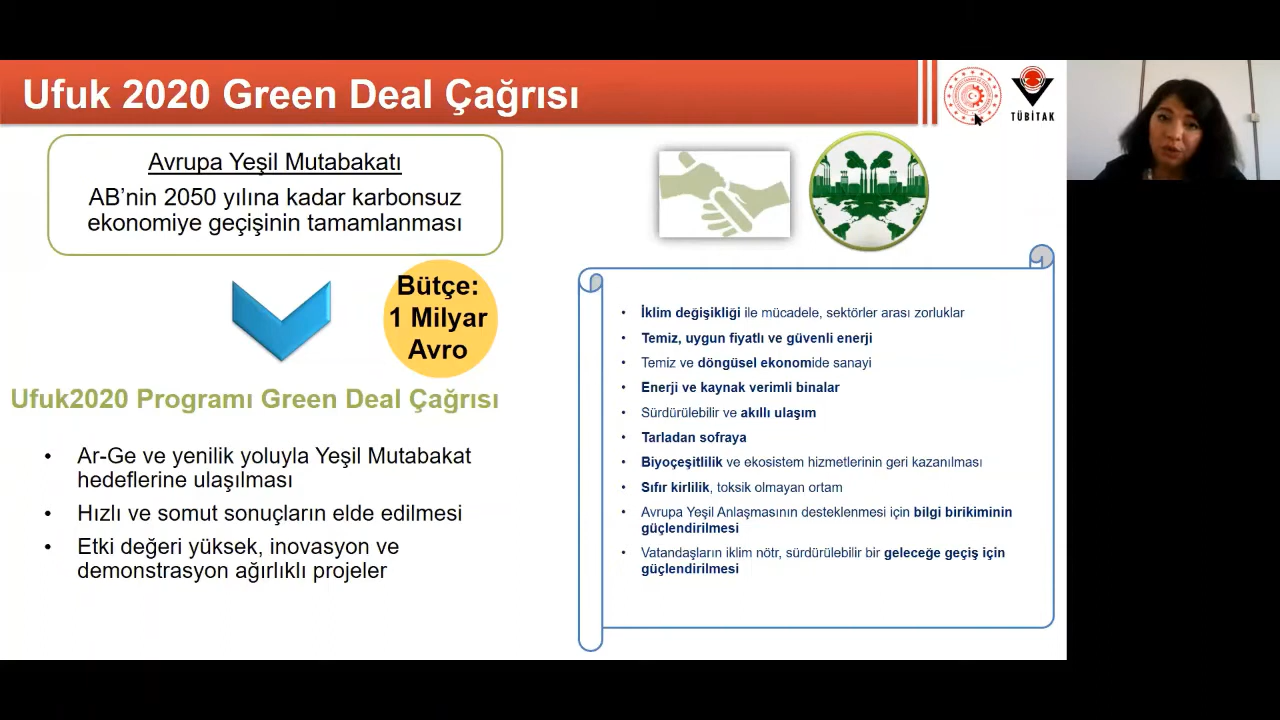 Ufuk 2020 Green Deal Çağrısı
TÜBİTAK
Avrupa Yeşil Mutabakatı
AB’nin 2050 yılına kadar karbonsuz
ekonomiye geçişinin tamamlanması
Bütçe:
1 Milyar
Avro
Ufuk2020 Programı Green Deal Çağrısı
• Ar-Ge ve yenilik yoluyla Yeşil Mutabakat
hedeflerine ulaşılması
• Hızlı ve somut sonuçların elde edilmesi
• Etki değeri yüksek, inovasyon ve
demonstrasyon ağırlıklı projeler
• İklim değişikliği ile mücadele, sektörler arası zorluklar
• Temiz, uygun fiyatlı ve güvenli enerji
• Temiz ve döngüsel ekonomide sanayi
• Enerji ve kaynak verimli binalar
• Sürdürülebilir ve akıllı ulaşım
• Tarladan sofraya
• Biyoçeşitlilik ve ekosistem hizmetlerinin geri kazanılması
• Sıfır kirlilik, toksik olmayan ortam
• Avrupa Yeşil Anlaşmasının desteklenmesi için bilgi birikiminin
güçlendirilmesi
• Vatandaşların iklim nötr, sürdürülebilir bir geleceğe geçiş için
güçlendirilmesi